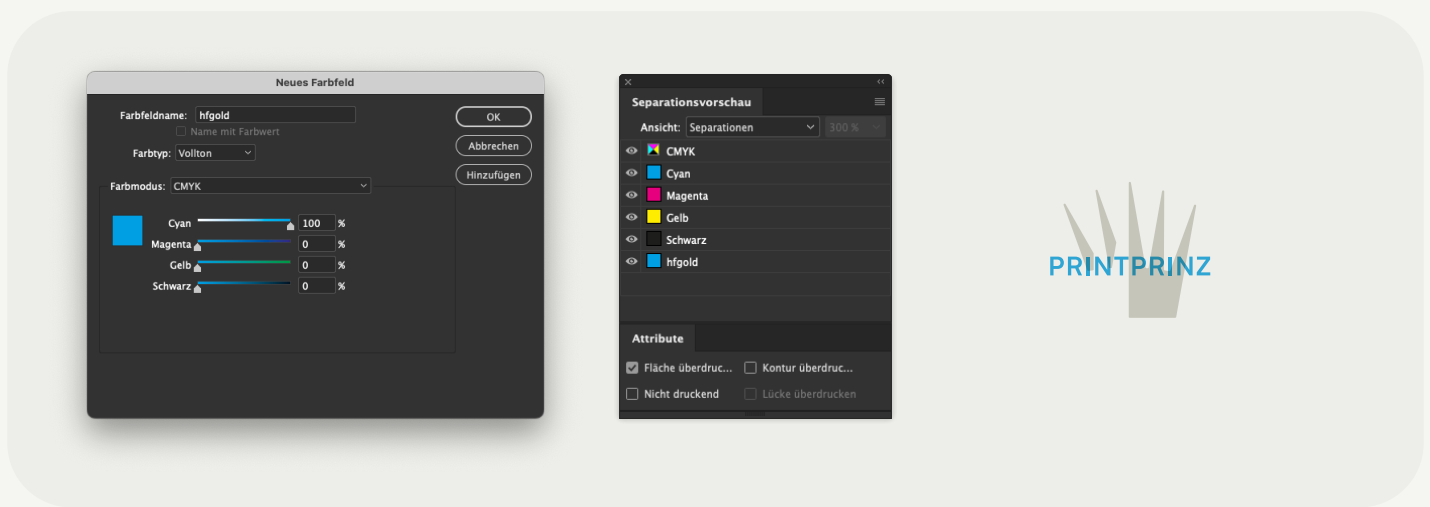 Neues Farbfeld
Farbfeldname: hfgold
Name mit Farbwert
Farbtyp: Vollton
Farbmodus: CMYK
Cyan 100 %
Magenta 0 %
Gelb 0 %
Schwarz 0 %
OK
Abbrechen
Hinzufügen
Separationsvorschau
Ansicht: Separationen 300 %
CMYK
Cyan
Magenta
Gelb
Schwarz
hfgold
Attribute
Fläche überdruc... Kontur überdruc...
Nicht druckend Lücke überdrucken
PRINTPRINZ